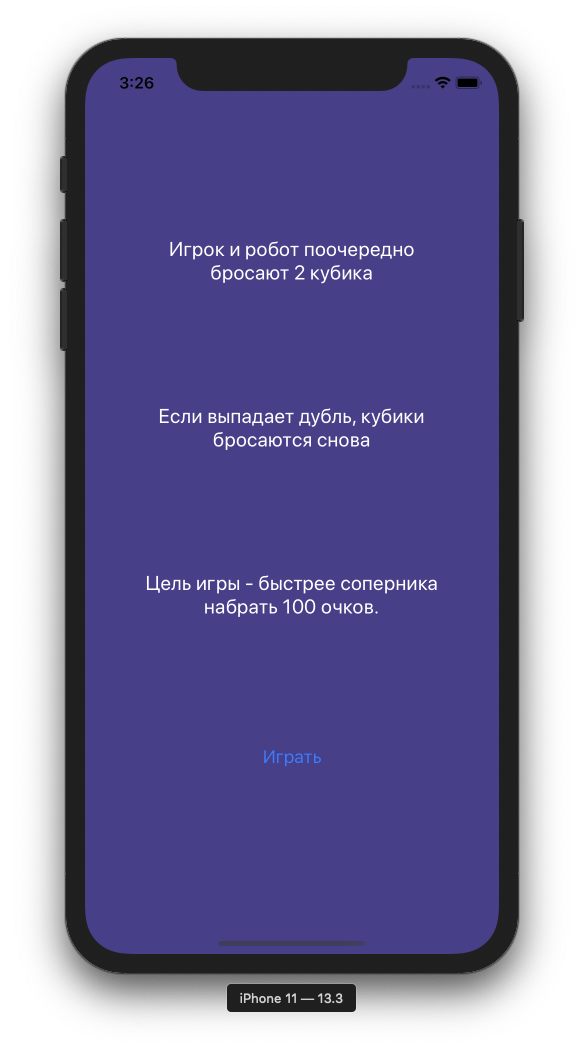 3:26
Игрок и робот поочередно
бросают 2 кубика
Если выпадает дубль, кубики
бросаются снова
Цель игры - быстрее соперника
набрать 100 очков.
Играть
iPhone 11 — 13.3